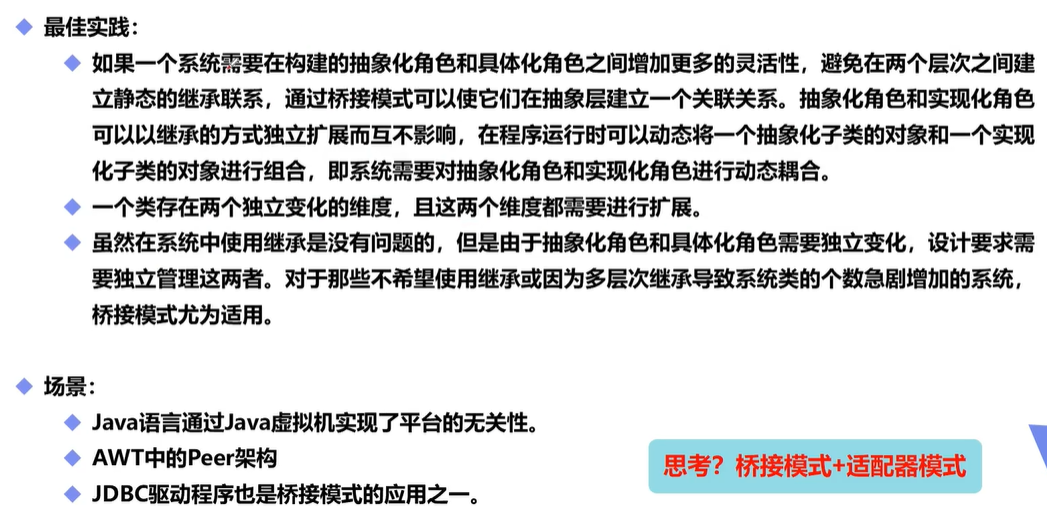 最佳实践：
如果一个系统需要在构建的抽象化角色和具体化角色之间增加更多的灵活性，避免在两个层次之间建
立静态的继承联系，通过桥接模式可以使它们在抽象层建立一个关联关系。抽象化角色和实现化角色
可以以继承的方式独立扩展而互不影响，在程序运行时可以动态将一个抽象化子类的对象和一个实现
化子类的对象进行组合，即系统需要对抽象化角色和实现化角色进行动态耦合。
一个类存在两个独立变化的维度，且这两个维度都需要进行扩展。
虽然在系统中使用继承是没有问题的，但是由于抽象化角色和具体化角色需要独立变化，设计要求需
要独立管理这两者。对于那些不希望使用继承或因为多层次继承导致系统类的个数急剧增加的系统，
桥接模式尤为适用。
场景：
Java语言通过Java虚拟机实现了平台的无关性。
AWT中的Peer架构
JDBC驱动程序也是桥接模式的应用之一。
思考？桥接模式+适配器模式